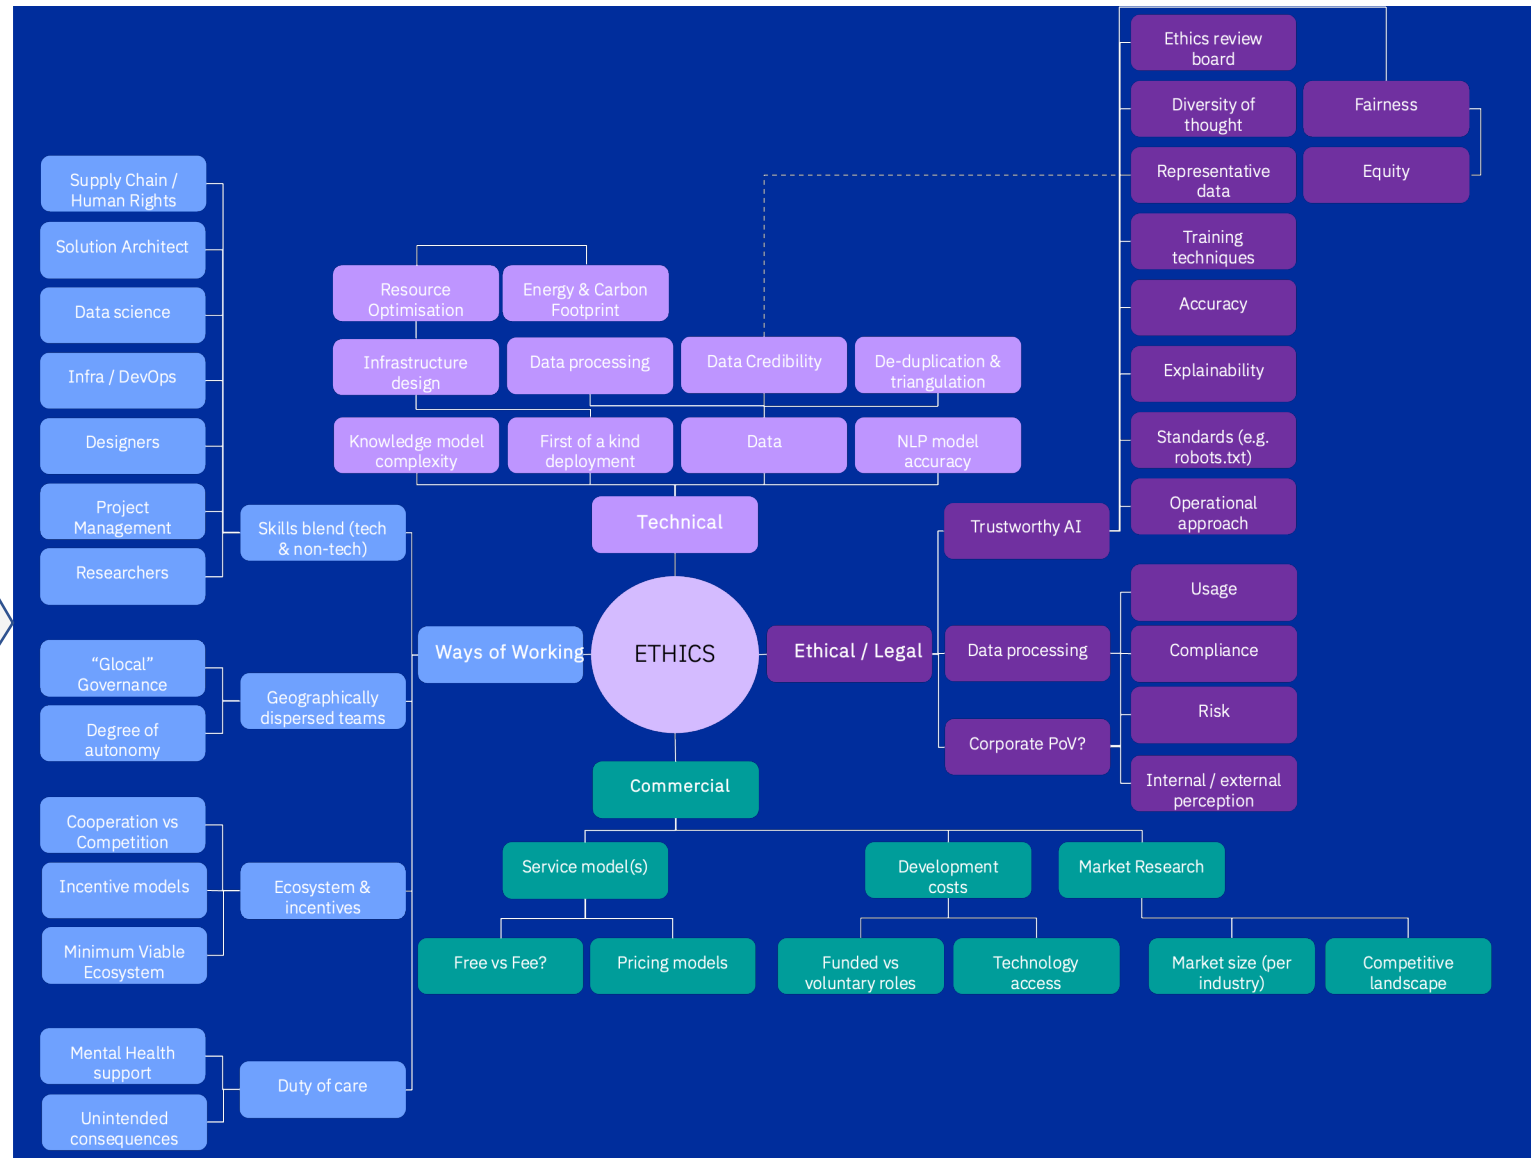 Ethics review
board
Diversity of
thought
Fairness
Representative
data
Equity
Training
techniques
Accuracy
Explainability
Standards (e.g.
robots.txt)
Operational
approach
Supply Chain /
Human Rights
Solution Architect
Data science
Infra / DevOps
Designers
Project
Management
Researchers
Skills blend (tech
& non-tech)
Resource
Optimisation
Energy & Carbon
Footprint
Infrastructure
design
Data processing
Data Credibility
De-duplication &
triangulation
Knowledge model
complexity
First of a kind
deployment
Data
NLP model
accuracy
Technical
Trustworthy AI
Usage
Ways of Working
ETHICS
Ethical / Legal
Data processing
Compliance
Risk
Corporate PoV?
Internal / external
perception
“Glocal”
Governance
Degree of
autonomy
Geographically
dispersed teams
Commercial
Cooperation vs
Competition
Incentive models
Minimum Viable
Ecosystem
Ecosystem &
incentives
Service model(s)
Development
costs
Market Research
Free vs Fee?
Pricing models
Funded vs
voluntary roles
Technology
access
Market size (per
industry)
Competitive
landscape
Mental Health
support
Unintended
consequences
Duty of care